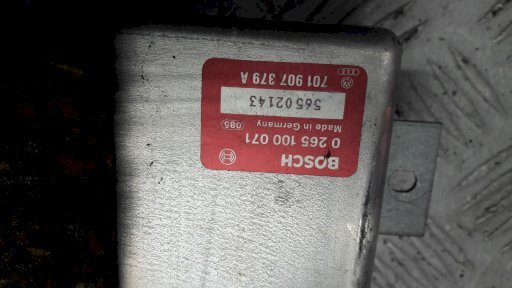 BOSCH
0 265 100 071
Made in Germany 085
56502143
701 907 379 A